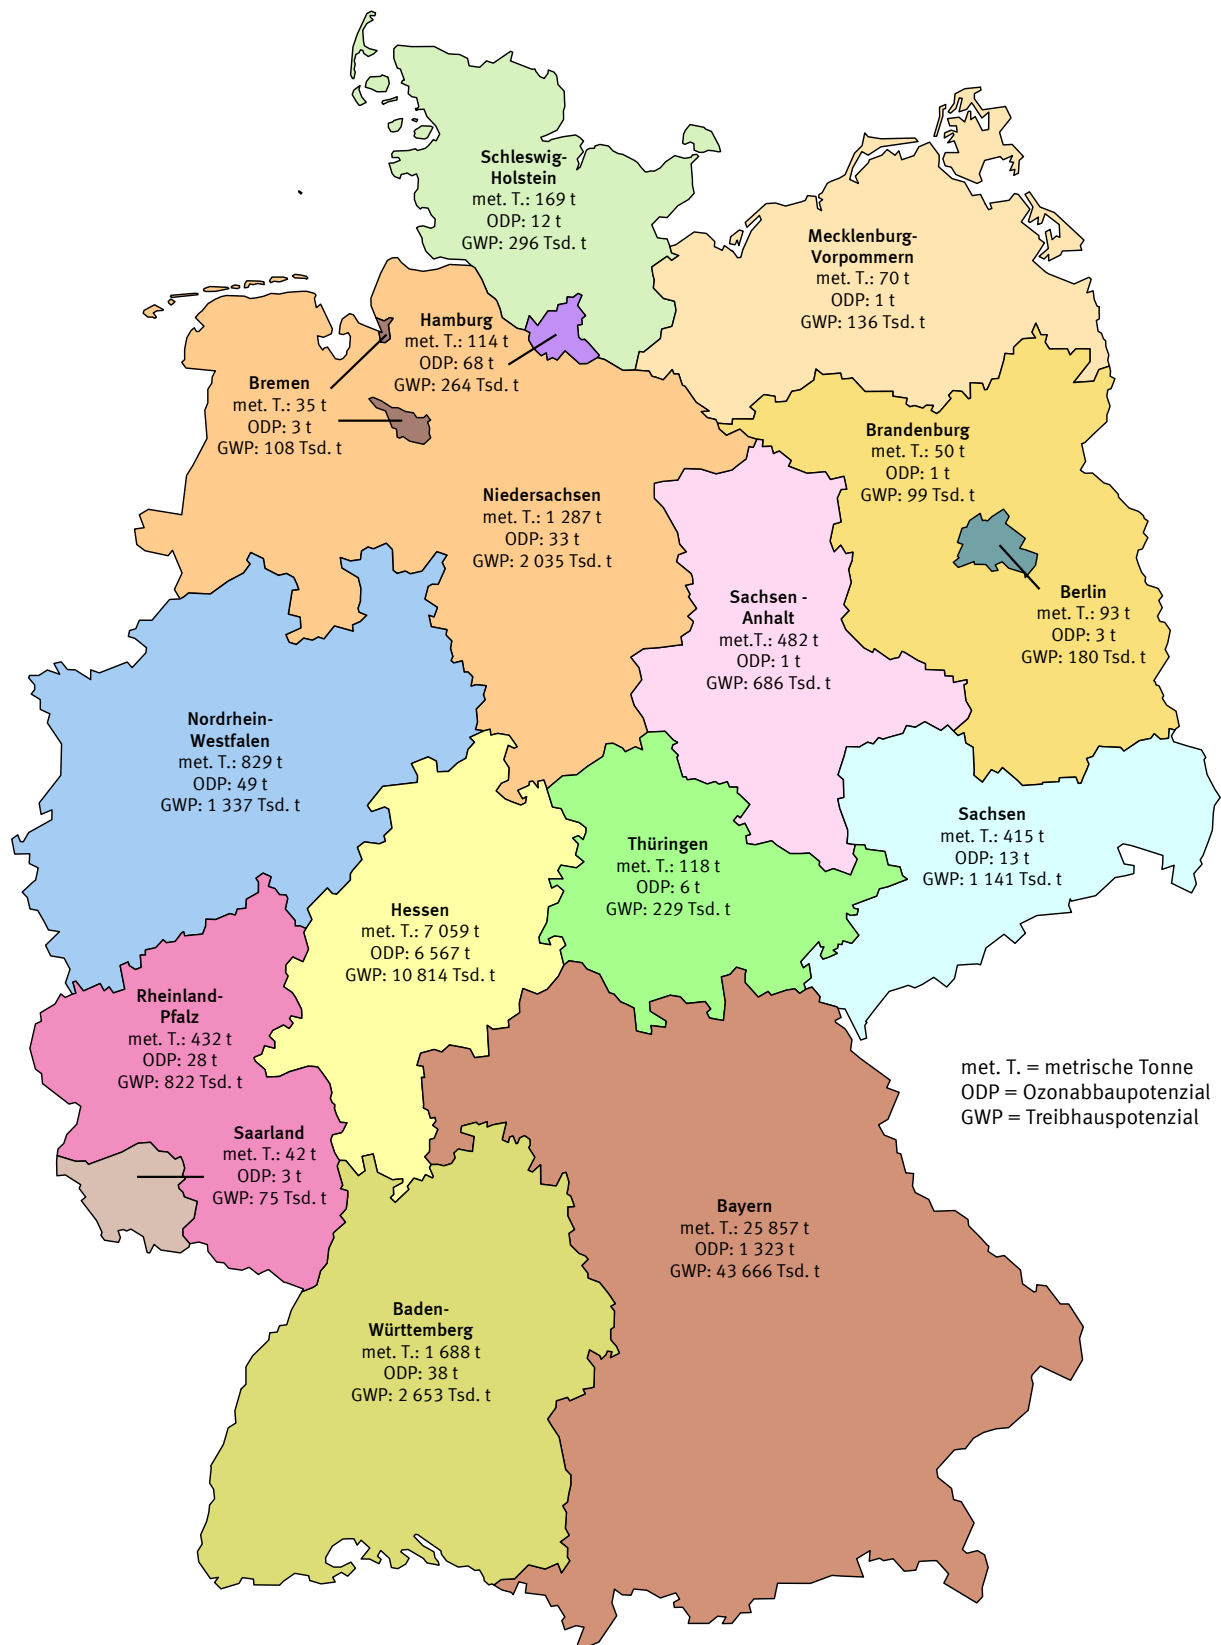 Schleswig-
Holstein
met. T.: 169 t
ODP: 12 t
GWP: 296 Tsd. t
Mecklenburg-
Vorpommern
met. T.: 70 t
ODP: 1 t
GWP: 136 Tsd. t
Hamburg
met. T.: 114 t
ODP: 68 t
GWP: 264 Tsd. t
Bremen
met. T.: 35 t
ODP: 3 t
GWP: 108 Tsd. t
Brandenburg
met. T.: 50 t
ODP: 1 t
GWP: 99 Tsd. t
Niedersachsen
met. T.: 1 287 t
ODP: 33 t
GWP: 2 035 Tsd. t
Sachsen -
Anhalt
met.T.: 482 t
ODP: 1 t
GWP: 686 Tsd. t
Berlin
met. T.: 93 t
ODP: 3 t
GWP: 180 Tsd. t
Nordrhein-
Westfalen
met. T.: 829 t
ODP: 49 t
GWP: 1 337 Tsd. t
Sachsen
met. T.: 415 t
ODP: 13 t
GWP: 1 141 Tsd. t
Thüringen
met. T.: 118 t
ODP: 6 t
GWP: 229 Tsd. t
Hessen
met. T.: 7 059 t
ODP: 6 567 t
GWP: 10 814 Tsd. t
Rheinland-
Pfalz
met. T.: 432 t
ODP: 28 t
GWP: 822 Tsd. t
met. T. = metrische Tonne
ODP = Ozonabbaupotenzial
GWP = Treibhauspotenzial
Saarland
met. T.: 42 t
ODP: 3 t
GWP: 75 Tsd. t
Bayern
met. T.: 25 857 t
ODP: 1 323 t
GWP: 43 666 Tsd. t
Baden-
Württemberg
met. T.: 1 688 t
ODP: 38 t
GWP: 2 653 Tsd. t